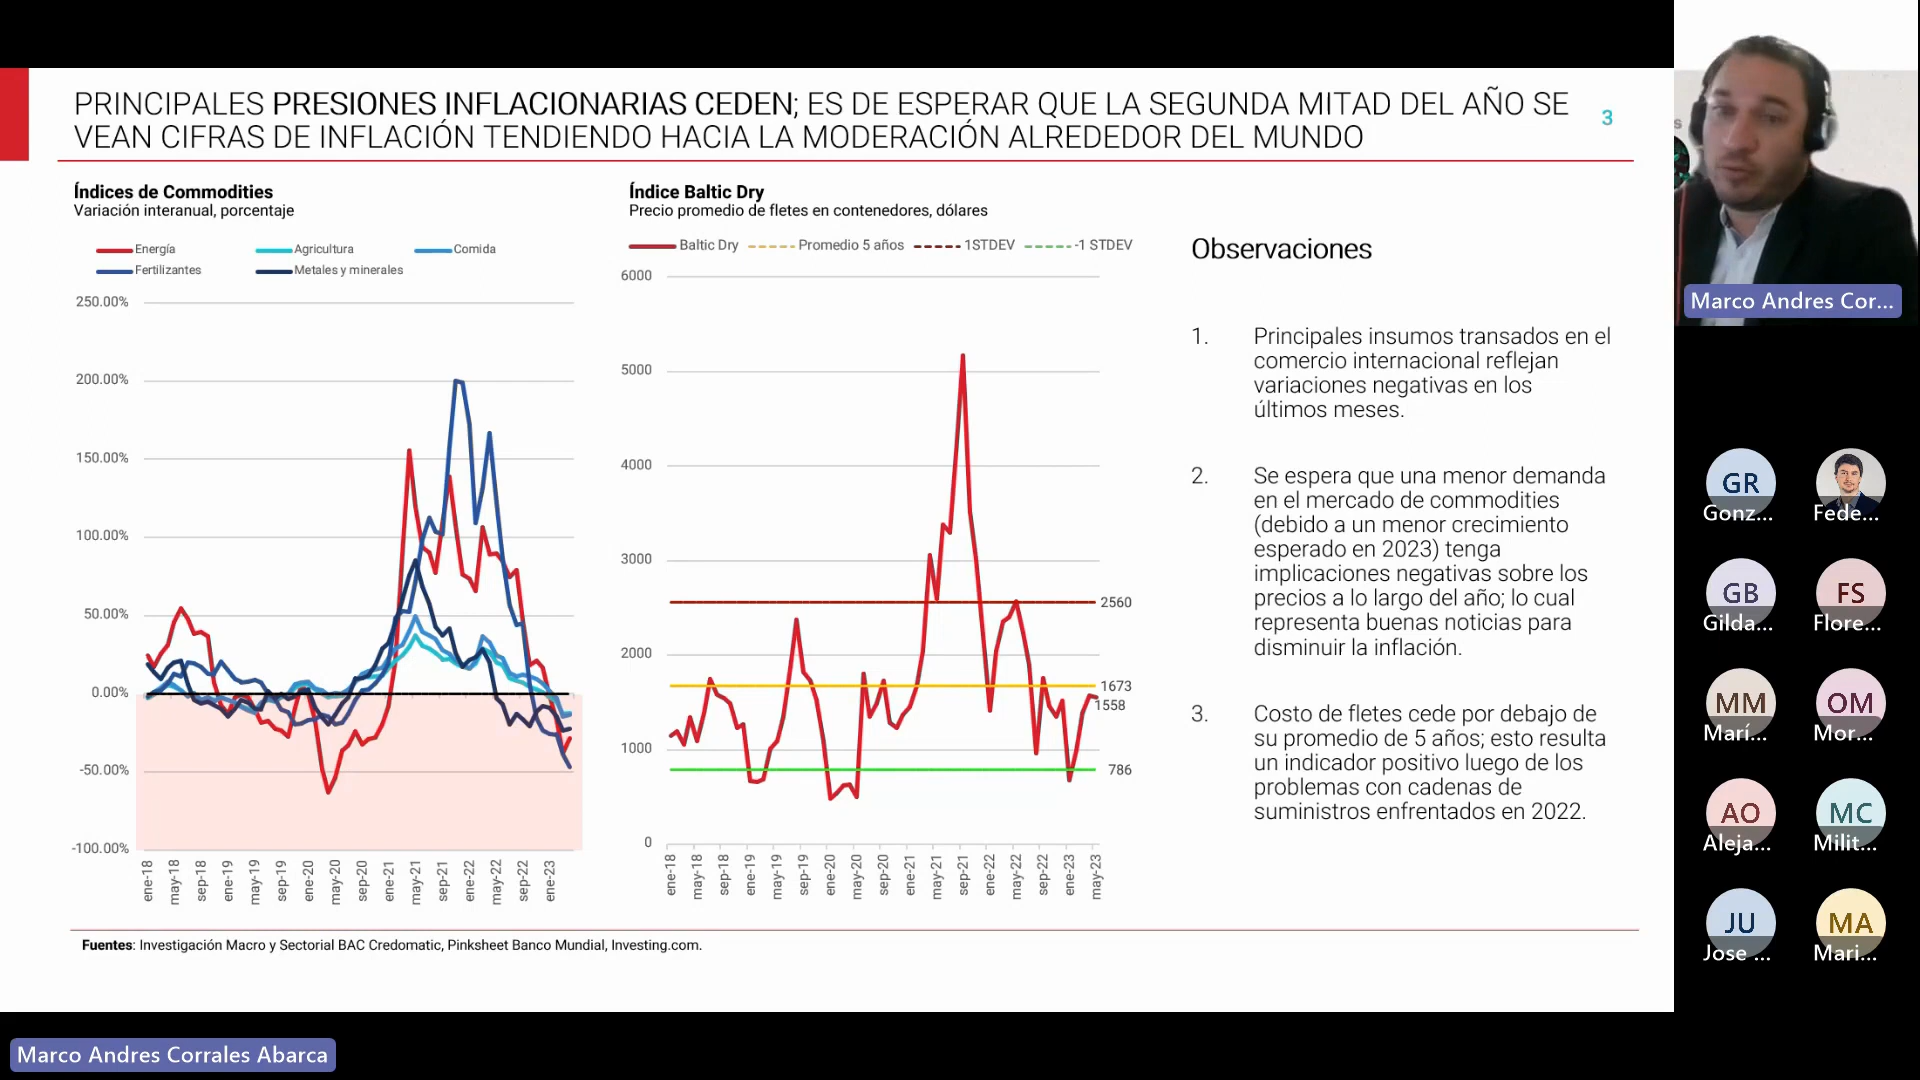 PRINCIPALES PRESIONES INFLACIONARIAS CEDEN; ES DE ESPERAR QUE LA SEGUNDA MITAD DEL AÑO SE
VEAN CIFRAS DE INFLACIÓN TENDIENDO HACIA LA MODERACIÓN ALREDEDOR DEL MUNDO
3
Índices de Commodities
Variación interanual, porcentaje
Energía
Agricultura
Comida
Fertilizantes
Metales y minerales
250.00%
200.00%
150.00%
100.00%
50.00%
0.00%
-50.00%
-100.00%
ene-18
may-18
sep-18
ene-19
may-19
sep-19
ene-20
may-20
sep-20
ene-21
may-21
sep-21
ene-22
may-22
sep-22
ene-23
Índice Baltic Dry
Precio promedio de fletes en contenedores, dólares
Baltic Dry
Promedio 5 años
1STDEV
-1 STDEV
6000
5000
4000
3000
2000
1000
0
2560
1673
1558
786
ene-18
may-18
sep-18
ene-19
may-19
sep-19
ene-20
may-20
sep-20
ene-21
may-21
sep-21
ene-22
may-22
sep-22
ene-23
may-23
Observaciones
1. Principales insumos transados en el
comercio internacional reflejan
variaciones negativas en los
últimos meses.
2. Se espera que una menor demanda
en el mercado de commodities
(debido a un menor crecimiento
esperado en 2023) tenga
implicaciones negativas sobre los
precios a lo largo del año; lo cual
representa buenas noticias para
disminuir la inflación.
3. Costo de fletes cede por debajo de
su promedio de 5 años; esto resulta
un indicador positivo luego de los
problemas con cadenas de
suministros enfrentados en 2022.
Fuentes: Investigación Macro y Sectorial BAC Credomatic, Pinksheet Banco Mundial, Investing.com.
Marco Andres Cor...
GR
Gonz...
Fede...
GB
Gilda...
FS
Flore...
MM
Marí...
OM
Mor...
AO
Aleja...
MC
Milit...
JU
Jose ...
MA
Mari...
Marco Andres Corrales Abarca